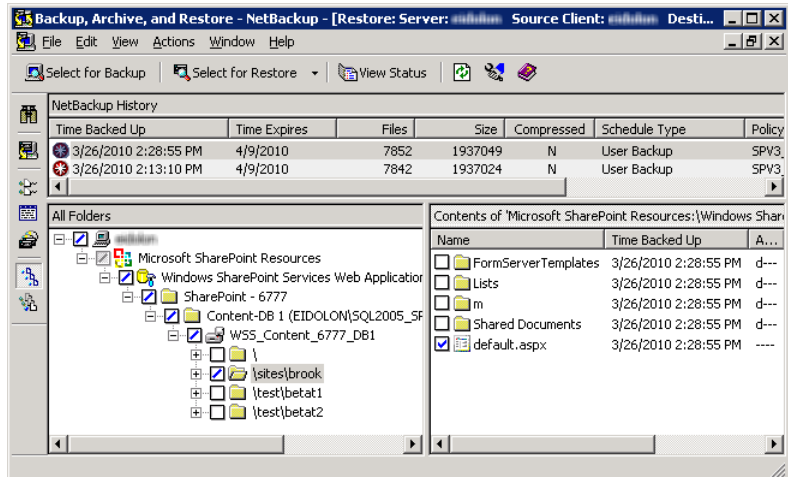 Backup, Archive, and Restore - NetBackup - [Restore: Server: Source Client: Desti...
File Edit View Actions Window Help
Select for Backup Select for Restore View Status
NetBackup History
Time Backed Up Time Expires Files Size Compressed Schedule Type Policy
3/26/2010 2:28:55 PM 4/9/2010 7852 1937049 N User Backup SPV3_
3/26/2010 2:13:10 PM 4/9/2010 7842 1937024 N User Backup SPV3_
All Folders
Microsoft SharePoint Resources
Windows SharePoint Services Web Application
SharePoint - 6777
Content-DB 1 (EIDOLON\SQL2005_SF
WSS_Content_6777_DB1
\
\sites\brook
\test\betat1
\test\betat2
Contents of 'Microsoft SharePoint Resources:\Windows Shar
Name Time Backed Up A...
FormServerTemplates 3/26/2010 2:28:55 PM d---
Lists 3/26/2010 2:28:55 PM d---
m 3/26/2010 2:28:55 PM d---
Shared Documents 3/26/2010 2:28:55 PM d---
default.aspx 3/26/2010 2:28:55 PM ----